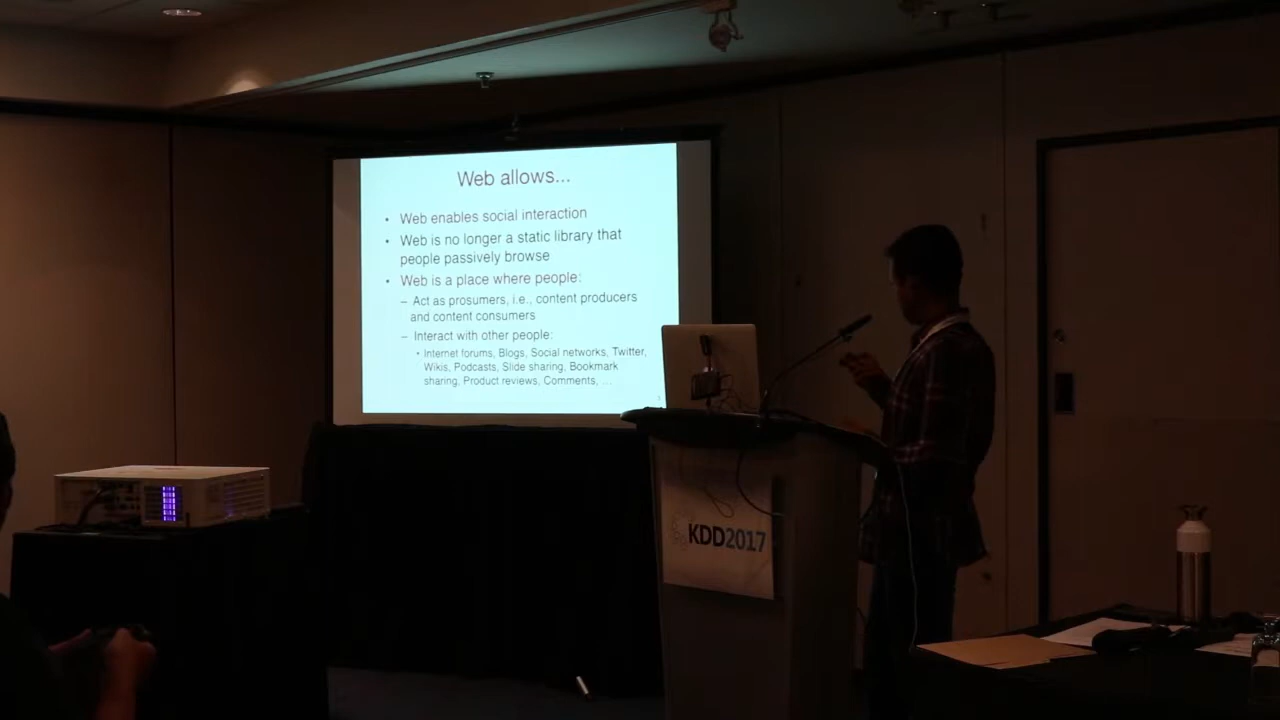 Web allows...
• Web enables social interaction
• Web is no longer a static library that
people passively browse
• Web is a place where people:
– Act as prosumers, i.e., content producers
and content consumers
– Interact with other people:
• Internet forums, Blogs, Social networks, Twitter,
Wikis, Podcasts, Slide sharing, Bookmark
sharing, Product reviews, Comments, ...
KDD2017